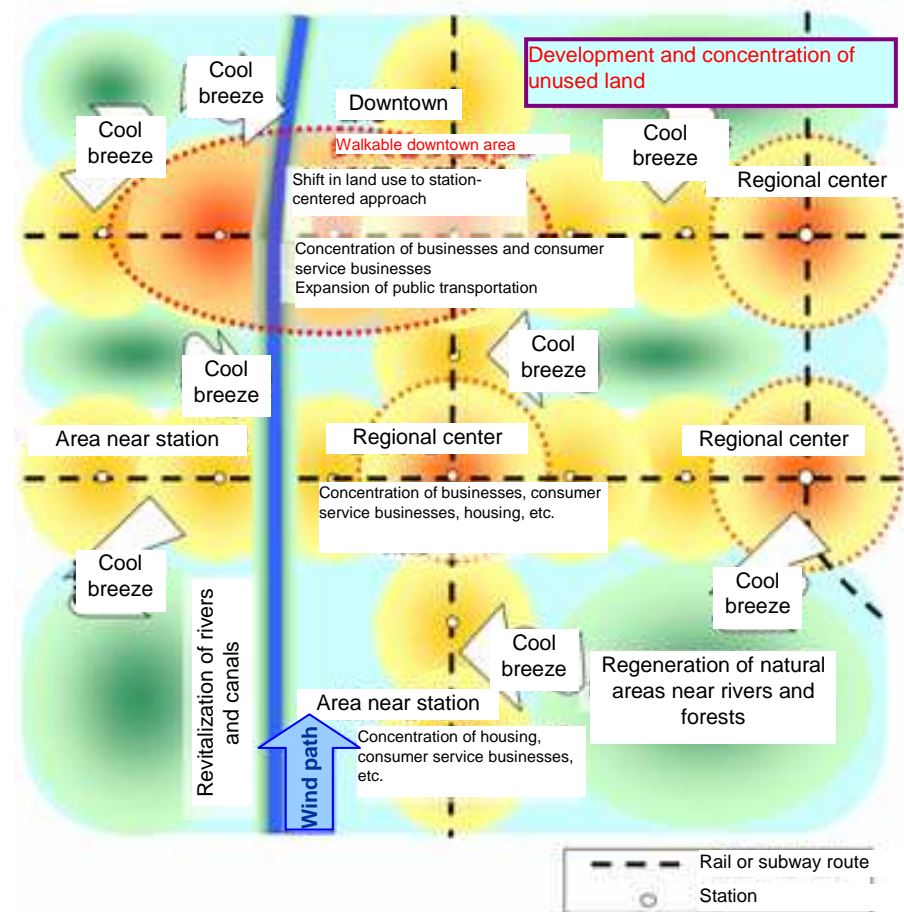 Development and concentration of
unused land
Cool
breeze
Downtown
Cool
breeze
Cool
breeze
Walkable downtown area
Regional center
Shift in land use to station-
centered approach
Concentration of businesses and consumer
service businesses
Expansion of public transportation
Cool
breeze
Cool
breeze
Area near station
Regional center
Regional center
Concentration of businesses, consumer
service businesses, housing, etc.
Cool
breeze
Cool
breeze
Cool
breeze
Revitalization of rivers
and canals
Regeneration of natural
areas near rivers and
forests
Area near station
Wind path
Concentration of housing,
consumer service businesses,
etc.
Rail or subway route
Station